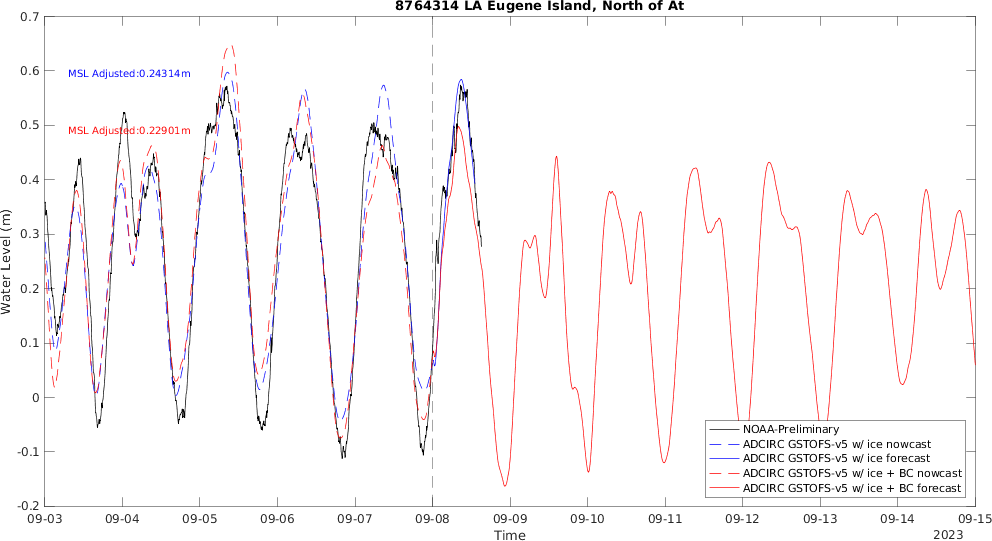 8764314 LA Eugene Island, North of At
0.7
0.6
0.5
0.4
0.3
0.2
0.1
0
-0.1
-0.2
Water Level (m)
MSL Adjusted:0.24314m
MSL Adjusted:0.22901m
NOAA-Preliminary
ADCIRC GSTOFS-v5 w/ ice nowcast
ADCIRC GSTOFS-v5 w/ ice forecast
ADCIRC GSTOFS-v5 w/ ice + BC nowcast
ADCIRC GSTOFS-v5 w/ ice + BC forecast
09-03 09-04 09-05 09-06 09-07 09-08 09-09 09-10 09-11 09-12 09-13 09-14 09-15
Time
2023